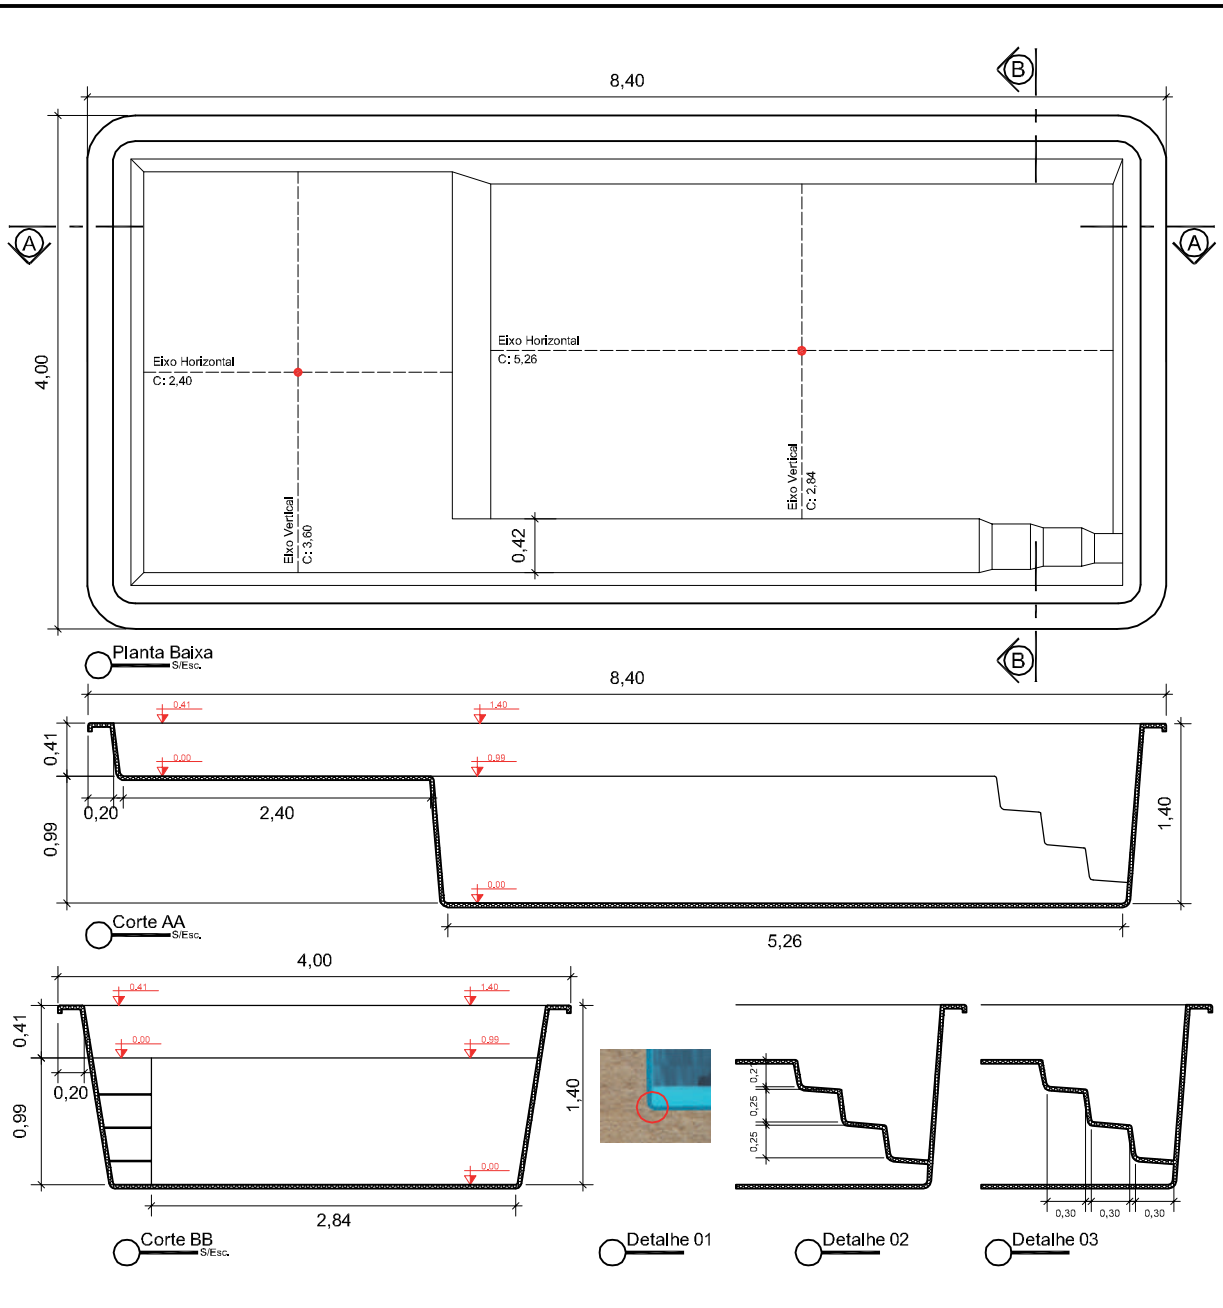 8,40
B
A
A
4,00
Eixo Horizontal
C: 2,40
Eixo Horizontal
C: 5,26
Eixo Vertical
C: 3,60
Eixo Vertical
C: 2,84
0,42
B
Planta Baixa
S/Esc.
8,40
0,41
1,40
0,41
0,00
0,99
0,20
2,40
0,99
1,40
0,00
Corte AA
S/Esc.
5,26
4,00
0,41
1,40
0,41
0,00
0,99
0,20
0,99
1,40
0,00
2,84
Corte BB
S/Esc.
Detalhe 01
0,25
0,25
Detalhe 02
0,30
0,30
0,30
Detalhe 03